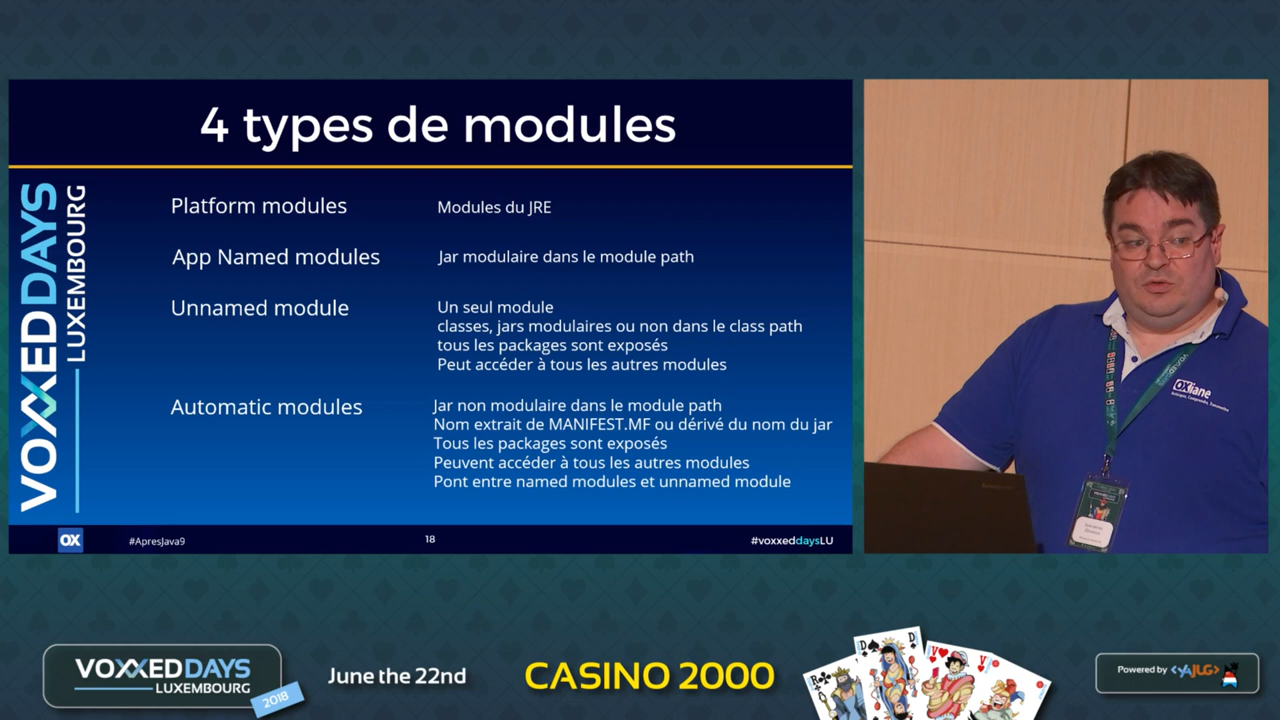 4 types de modules
VOXXEDDAYS
LUXEMBOURG
Platform modules
Modules du JRE
App Named modules
Jar modulaire dans le module path
Unnamed module
Un seul module
classes, jars modulaires ou non dans le class path
tous les packages sont exposés
Peut accéder à tous les autres modules
Automatic modules
Jar non modulaire dans le module path
Nom extrait de MANIFEST.MF ou dérivé du nom du jar
Tous les packages sont exposés
Peuvent accéder à tous les autres modules
Pont entre named modules et unnamed module
OX
#ApresJava9
18
#voxxeddaysLU
OXiane
VOXXEDDAYS
LUXEMBOURG
2018
June the 22nd
CASINO 2000
R
D
D
V
V
Powered by <YAJUG>